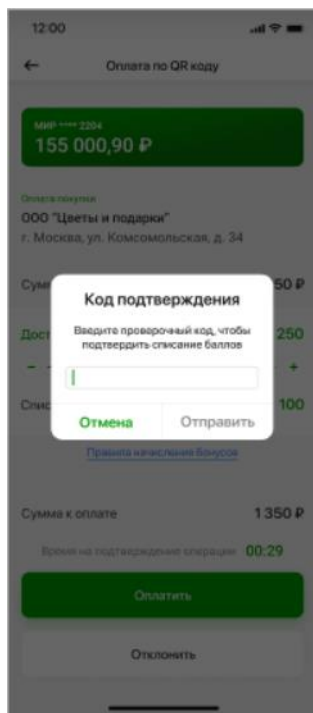 12:00
Оплата по QR коду
МИР •••• 2204
155 000,90 ₽
Оплата покупки
ООО "Цветы и подарки"
г. Москва, ул. Комсомольская, д. 34
50 ₽
Код подтверждения
Введите проверочный код, чтобы
подтвердить списание баллов
250
- +
100
Отмена Отправить
Правила начисления бонусов
Сумма к оплате 1 350 ₽
Время на подтверждение операции 00:29
Оплатить
Отклонить